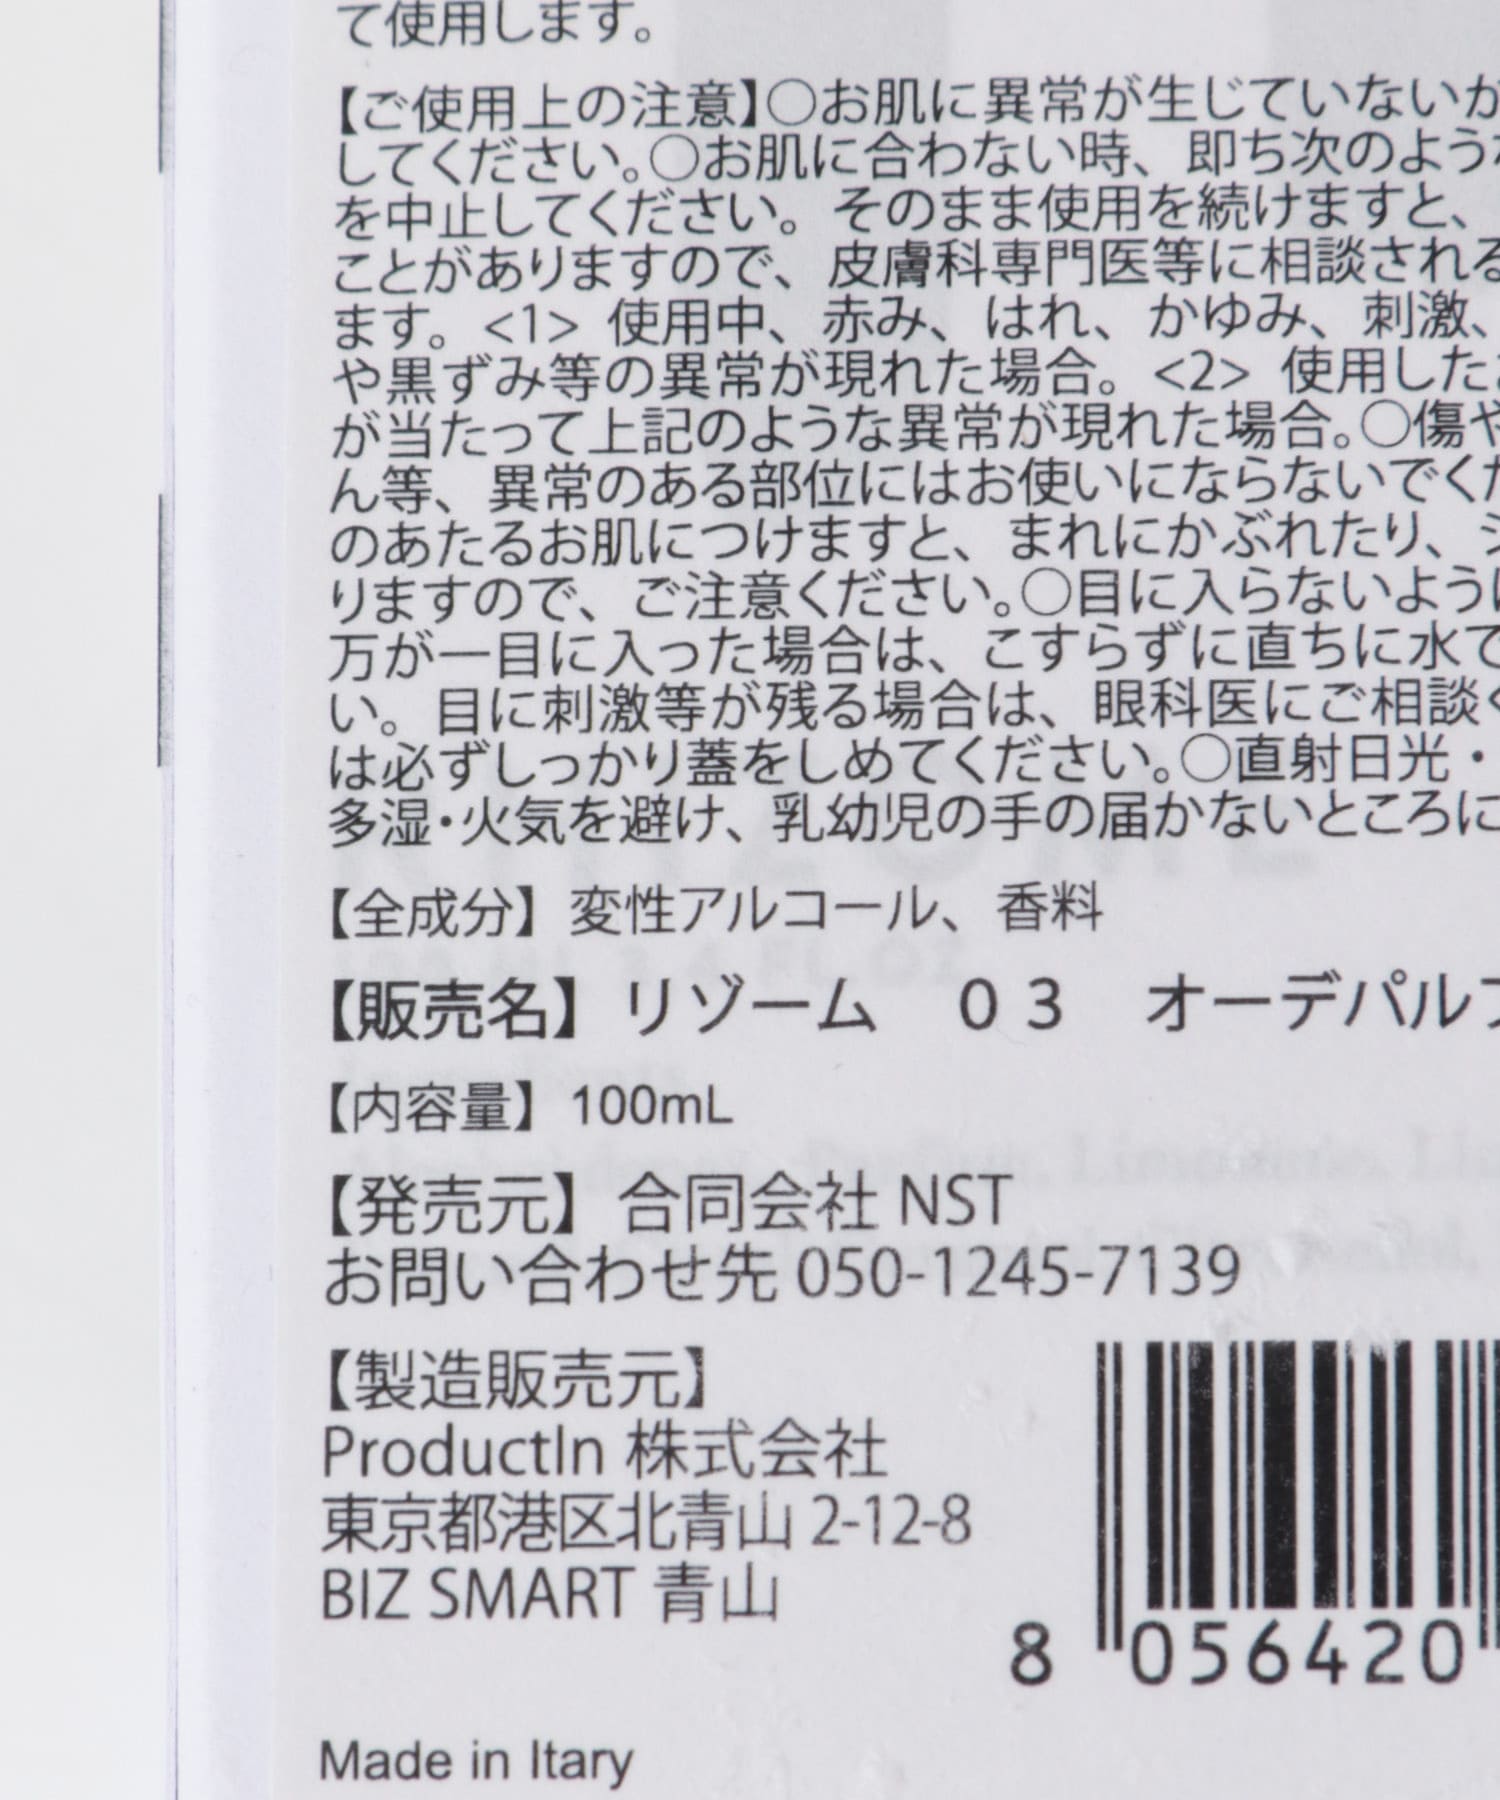 て使用します。
【ご使用上の注意】○お肌に異常が生じていないか
してください。○お肌に合わない時、即ち次のような
を中止してください。そのまま使用を続けますと、
ことがありますので、皮膚科専門医等に相談される
ます。<1> 使用中、赤み、はれ、かゆみ、刺激、
や黒ずみ等の異常が現れた場合。<2> 使用した
が当たって上記のような異常が現れた場合。○傷や
ん等、異常のある部位にはお使いにならないでくだ
のあたるお肌につけますと、まれにかぶれたり、シ
りますので、ご注意ください。○目に入らないように
万が一目に入った場合は、こすらずに直ちに水で
い。目に刺激等が残る場合は、眼科医にご相談く
は必ずしっかり蓋をしめてください。○直射日光・
多湿・火気を避け、乳幼児の手の届かないところに
【全成分】変性アルコール、香料
【販売名】リゾーム 03 オーデパルフ
【内容量】100mL
【発売元】合同会社 NST
お問い合わせ先 050-1245-7139
【製造販売元】
ProductIn 株式会社
東京都港区北青山 2-12-8
BIZ SMART 青山
8 056420
Made in Itary